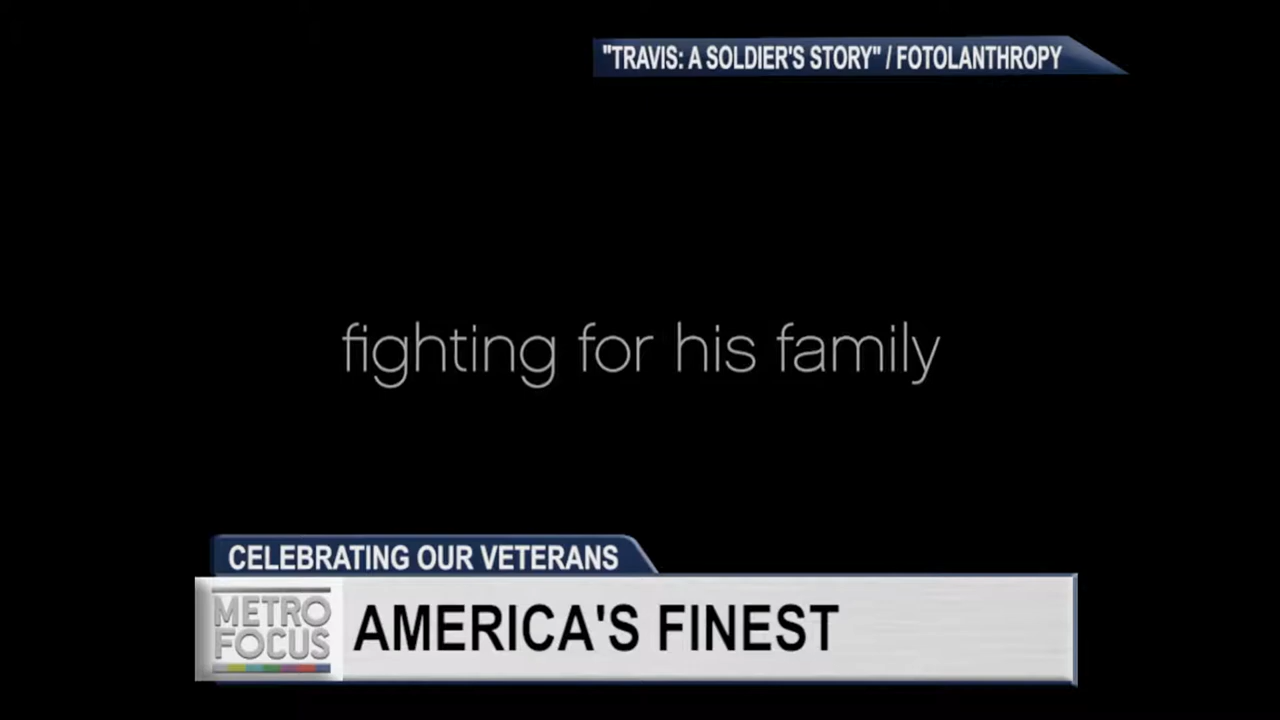 "TRAVIS: A SOLDIER'S STORY" / FOTOLANTHROPY
fighting for his family
CELEBRATING OUR VETERANS
METRO
FOCUS
AMERICA'S FINEST